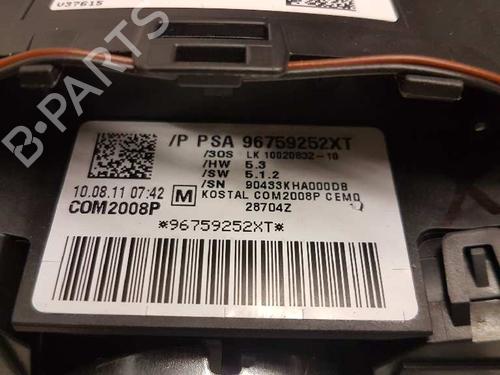 V37615
/P PSA 96759252XT
/3OS LK 10020832-10
/HW 5.3
/SW 5.1.2
/SN 90433KHA000DB
10.08.11 07:42 M KOSTAL COM2008P CEMO
COM2008P 28704Z
*96759252XT*
B-PARTS